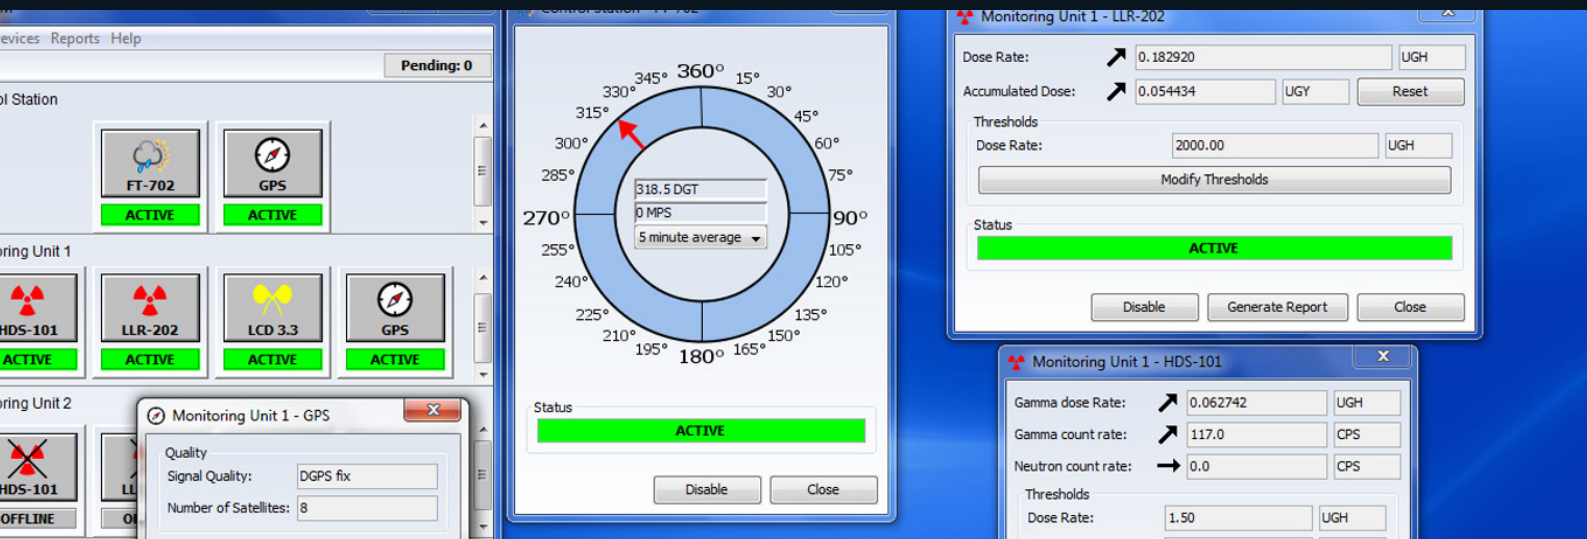 evices Reports Help
Pending: 0
ol Station
FT-702
GPS
ACTIVE
ACTIVE
oring Unit 1
HDS-101
LLR-202
LCD 3.3
GPS
ACTIVE
ACTIVE
ACTIVE
ACTIVE
oring Unit 2
HDS-101
LL
OFFLINE
Monitoring Unit 1 - GPS
X
Quality
Signal Quality: DGPS fix
Number of Satellites: 8
Control Station - FT-702
360°
15°
30°
45°
60°
75°
90°
105°
120°
135°
150°
165°
180°
195°
210°
225°
240°
255°
270°
285°
300°
315°
330°
345°
318.5 DGT
0 MPS
5 minute average
Status
ACTIVE
Disable Close
Monitoring Unit 1 - LLR-202
Dose Rate: 0.182920 UGH
Accumulated Dose: 0.054434 UGY Reset
Thresholds
Dose Rate: 2000.00 UGH
Modify Thresholds
Status
ACTIVE
Disable Generate Report Close
Monitoring Unit 1 - HDS-101
X
Gamma dose Rate: 0.062742 UGH
Gamma count rate: 117.0 CPS
Neutron count rate: 0.0 CPS
Thresholds
Dose Rate: 1.50 UGH